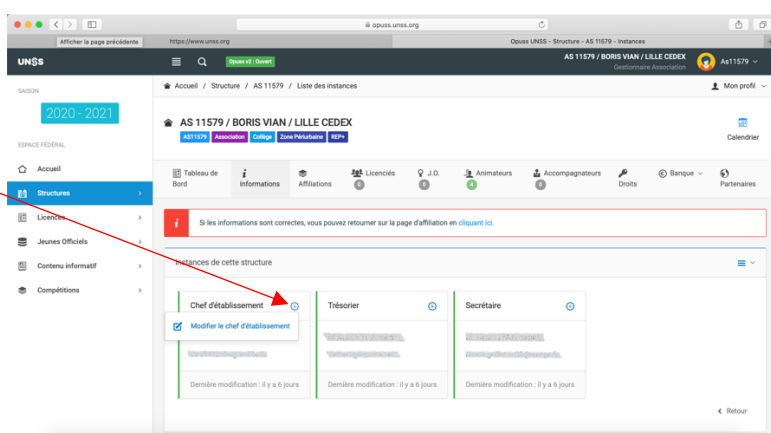 opuss.unss.org
Afficher la page précédente
https://www.unss.org
Opuss UNSS - Structure - AS 11579 - Instances
UNSS
Opuss v2 : Ouvert
AS 11579 / BORIS VIAN / LILLE CEDEX
Gestionnaire Association
As11579
SAISON
2020 - 2021
ESPACE FÉDÉRAL
Accueil
Structures
Licences
Jeunes Officiels
Contenu informatif
Compétitions
Accueil / Structure / AS 11579 / Liste des instances
Mon profil
AS 11579 / BORIS VIAN / LILLE CEDEX
AS11579 Association Collège Zone Périurbaine REP+
Calendrier
Tableau de Bord
Informations
Affiliations
Licenciés 0
J.O. 0
Animateurs 4
Accompagnateurs 0
Droits
Banque
Partenaires
i Si les informations sont correctes, vous pouvez retourner sur la page d'affiliation en cliquant ici.
Instances de cette structure
Chef d'établissement
Trésorier
Secrétaire
Modifier le chef d'établissement
Dernière modification : il y a 6 jours
Dernière modification : il y a 6 jours
Dernière modification : il y a 6 jours
Retour